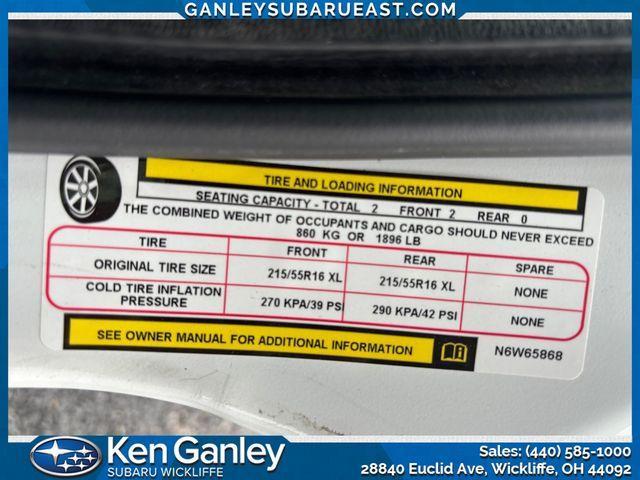 GANLEYSUBARUEAST.COM
TIRE AND LOADING INFORMATION
SEATING CAPACITY - TOTAL 2 FRONT 2 REAR 0
THE COMBINED WEIGHT OF OCCUPANTS AND CARGO SHOULD NEVER EXCEED
860 KG OR 1896 LB
TIRE FRONT REAR SPARE
ORIGINAL TIRE SIZE 215/55R16 XL 215/55R16 XL NONE
COLD TIRE INFLATION
PRESSURE 270 KPA/39 PSI 290 KPA/42 PSI NONE
SEE OWNER MANUAL FOR ADDITIONAL INFORMATION
N6W65868
Ken Ganley
SUBARU WICKLIFFE
Sales: (440) 585-1000
28840 Euclid Ave, Wickliffe, OH 44092